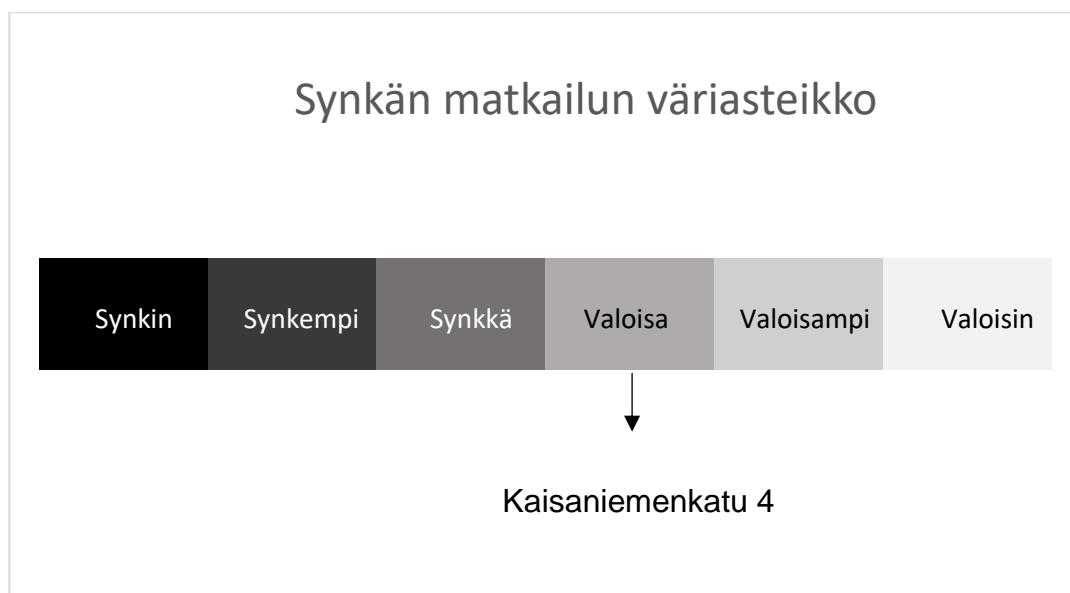 Synkän matkailun väriasteikko
Synkin Synkempi Synkkä Valoisa Valoisampi Valoisin
Kaisaniemenkatu 4